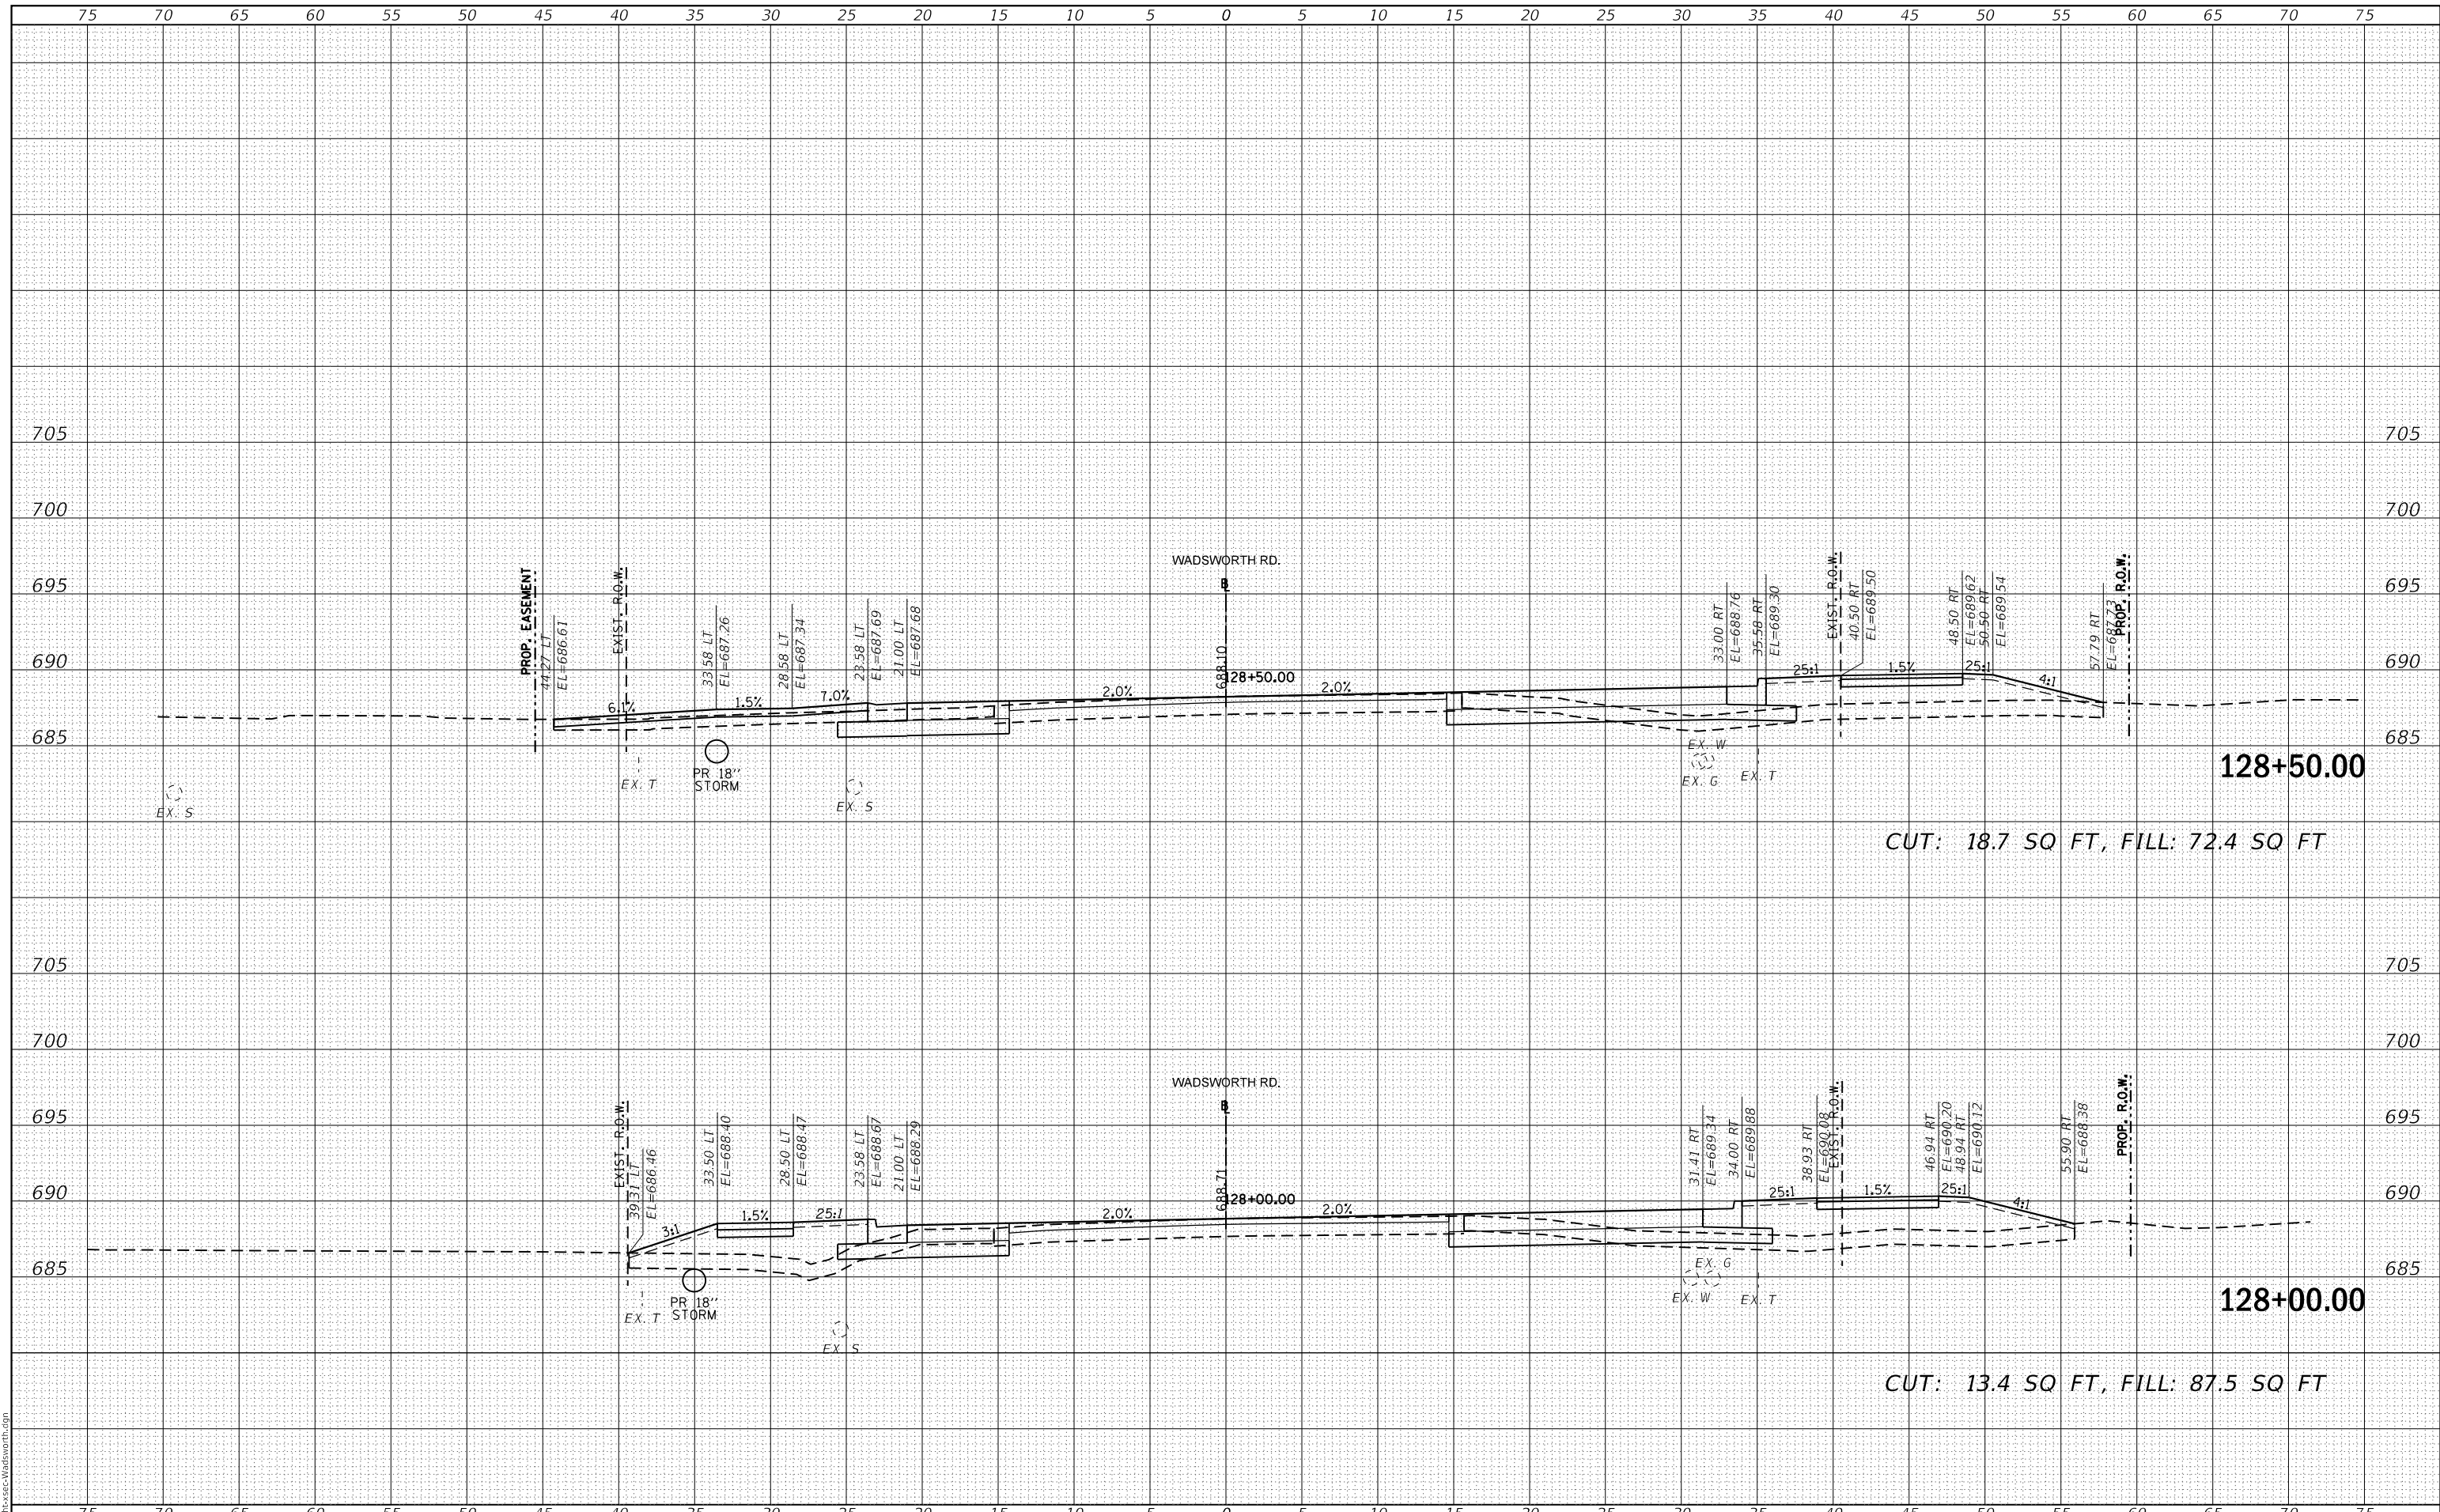 75 70 65 60 55 50 45 40 35 30 25 20 15 10 5 0 5 10 15 20 25 30 35 40 45 50 55 60 65 70 75
705 705
700 700
WADSWORTH RD.
695 695
PROP. EASEMENT
44.27 LT
EL=686.61
EXIST. R.O.W.
33.58 LT
EL=687.26
28.58 LT
EL=687.34
23.58 LT
EL=687.69
21.00 LT
EL=687.68
688.10
128+50.00
33.00 RT
EL=688.76
35.58 RT
EL=689.30
EXIST. R.O.W.
40.50 RT
EL=689.50
48.50 RT
EL=689.62
50.50 RT
EL=689.54
57.79 RT
EL=687.73
PROP. R.O.W.
690 690
6.1% 1.5% 7.0% 2.0% 2.0% 25:1 1.5% 25:1 4:1
685 685
EX. W
EX. G
EX. T
EX. T
PR 18"
STORM
EX. S
EX. S
128+50.00
CUT: 18.7 SQ FT, FILL: 72.4 SQ FT
705 705
700 700
WADSWORTH RD.
695 695
EXIST. R.O.W.
39.31 LT
EL=686.46
33.50 LT
EL=688.40
28.50 LT
EL=688.47
23.58 LT
EL=688.67
21.00 LT
EL=688.29
688.71
128+00.00
31.41 RT
EL=689.34
34.00 RT
EL=689.88
38.93 RT
EL=690.08
EXIST. R.O.W.
46.94 RT
EL=690.20
48.94 RT
EL=690.12
55.90 RT
EL=688.38
PROP. R.O.W.
690 690
3:1 1.5% 25:1 2.0% 2.0% 25:1 1.5% 25:1 4:1
685 685
EX. G
EX. W
EX. T
EX. T
PR 18"
STORM
EX. S
128+00.00
CUT: 13.4 SQ FT, FILL: 87.5 SQ FT
75 70 65 60 55 50 45 40 35 30 25 20 15 10 5 0 5 10 15 20 25 30 35 40 45 50 55 60 65 70 75